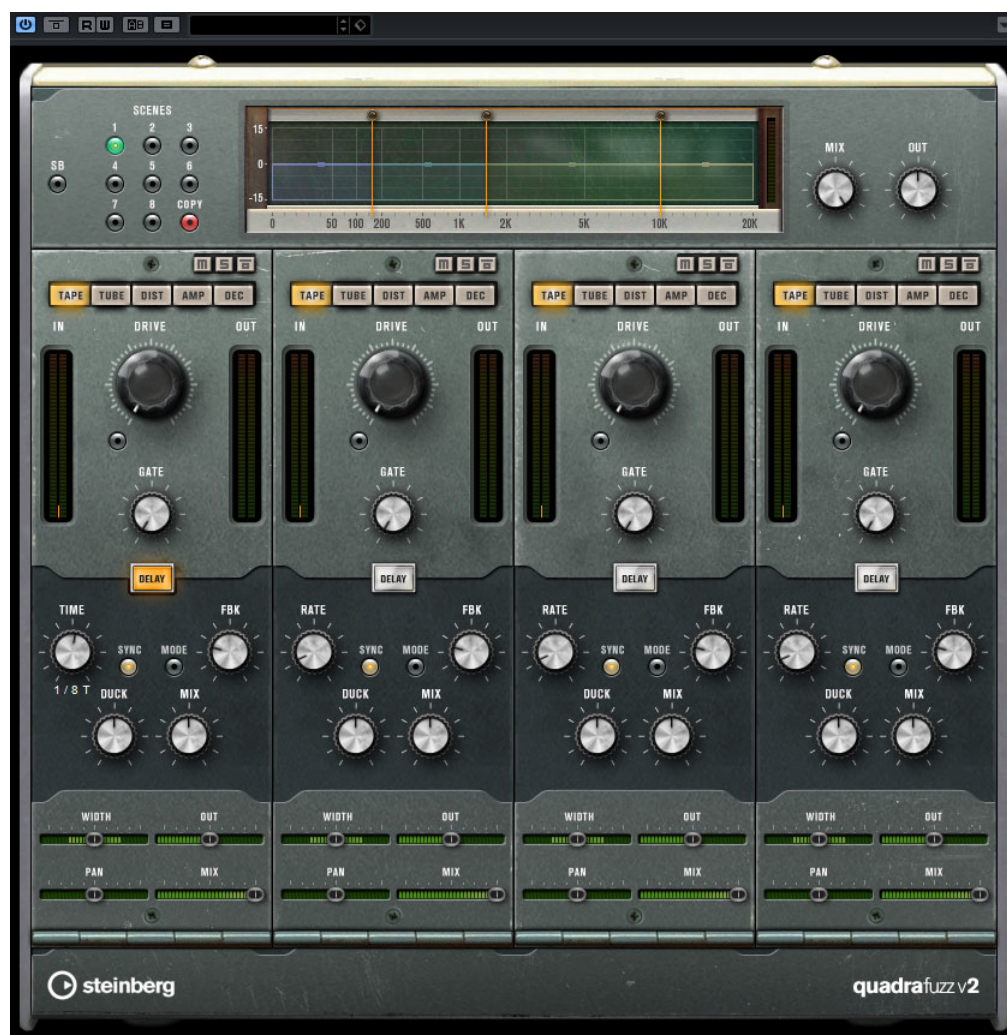 R W A B
SCENES
1 2 3
SB 4 5 6
7 8 COPY
15
0
-15
0 50 100 200 500 1K 2K 5K 10K 20K
MIX OUT
M S M S M S M S
TAPE TUBE DIST AMP DEC TAPE TUBE DIST AMP DEC TAPE TUBE DIST AMP DEC TAPE TUBE DIST AMP DEC
IN DRIVE OUT IN DRIVE OUT IN DRIVE OUT IN DRIVE OUT
GATE GATE GATE GATE
DELAY DELAY DELAY DELAY
TIME FBK RATE FBK RATE FBK RATE FBK
SYNC MODE SYNC MODE SYNC MODE SYNC MODE
1 / 8 T DUCK MIX DUCK MIX DUCK MIX DUCK MIX
WIDTH OUT WIDTH OUT WIDTH OUT WIDTH OUT
PAN MIX PAN MIX PAN MIX PAN MIX
steinberg quadrafuzz v2